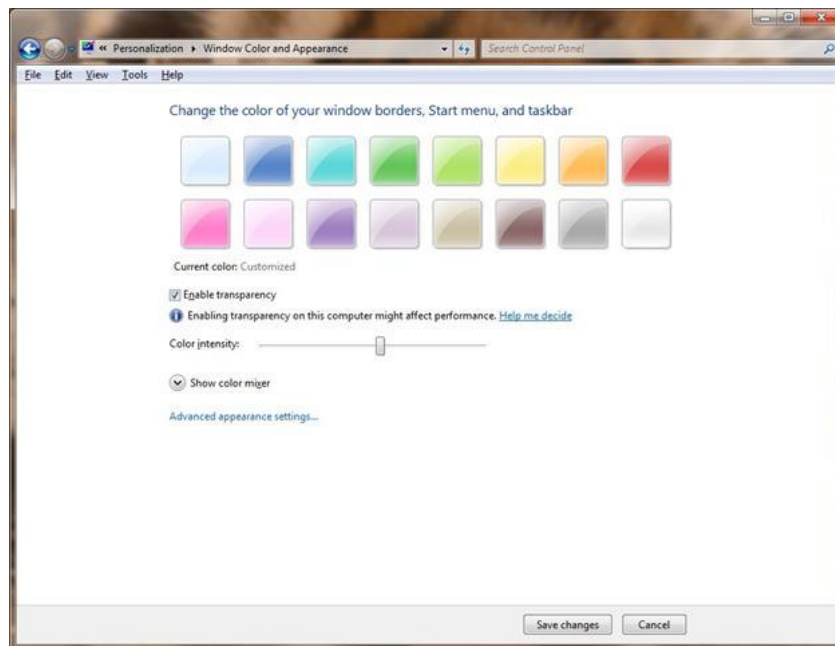 « Personalization ▸ Window Color and Appearance
Search Control Panel
File Edit View Tools Help
Change the color of your window borders, Start menu, and taskbar
Current color: Customized
Enable transparency
Enabling transparency on this computer might affect performance. Help me decide
Color intensity:
Show color mixer
Advanced appearance settings...
Save changes Cancel